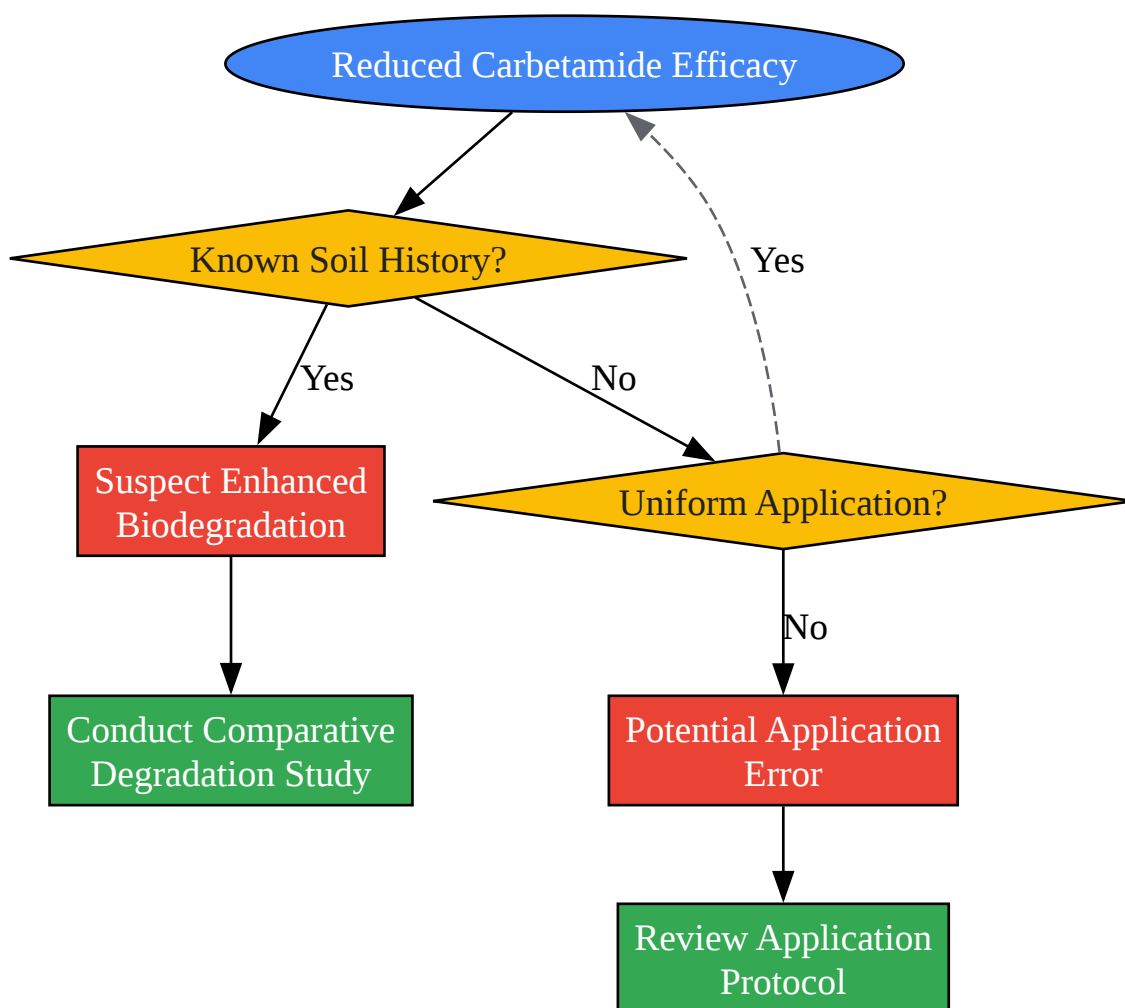 Reduced Carbetamide Efficacy
Known Soil History?
Yes
Yes
No
Suspect Enhanced
Biodegradation
Uniform Application?
No
Conduct Comparative
Degradation Study
Potential Application
Error
Review Application
Protocol